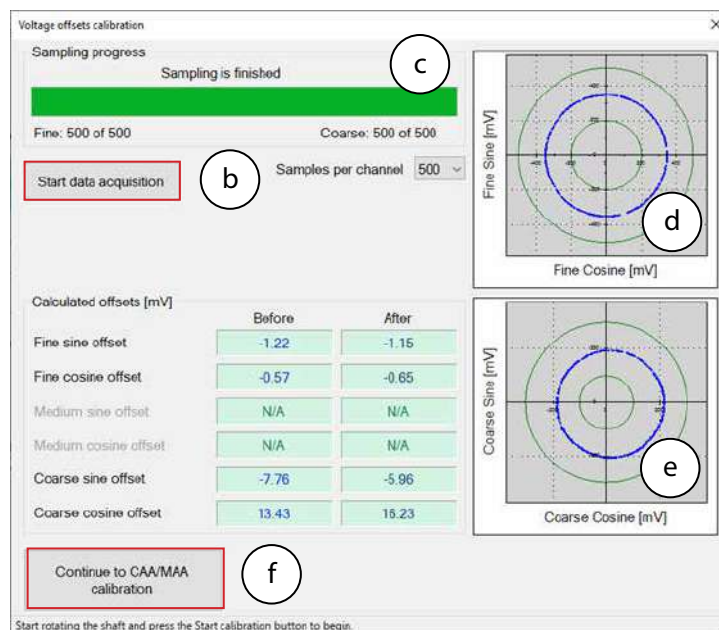 Voltage offsets calibration
Sampling progress
Sampling is finished
c
Fine: 500 of 500 Coarse: 500 of 500
Start data acquisition
b
Samples per channel 500
Fine Sine [mV]
d
Fine Cosine [mV]
Calculated offsets [mV]
Before After
Fine sine offset -1.22 -1.15
Fine cosine offset -0.57 -0.65
Medium sine offset N/A N/A
Medium cosine offset N/A N/A
Coarse sine offset -7.76 -5.96
Coarse cosine offset 13.43 15.23
Coarse Sine [mV]
e
Coarse Cosine [mV]
Continue to CAA/MAA
calibration
f
Start rotating the shaft and press the Start calibration button to begin.